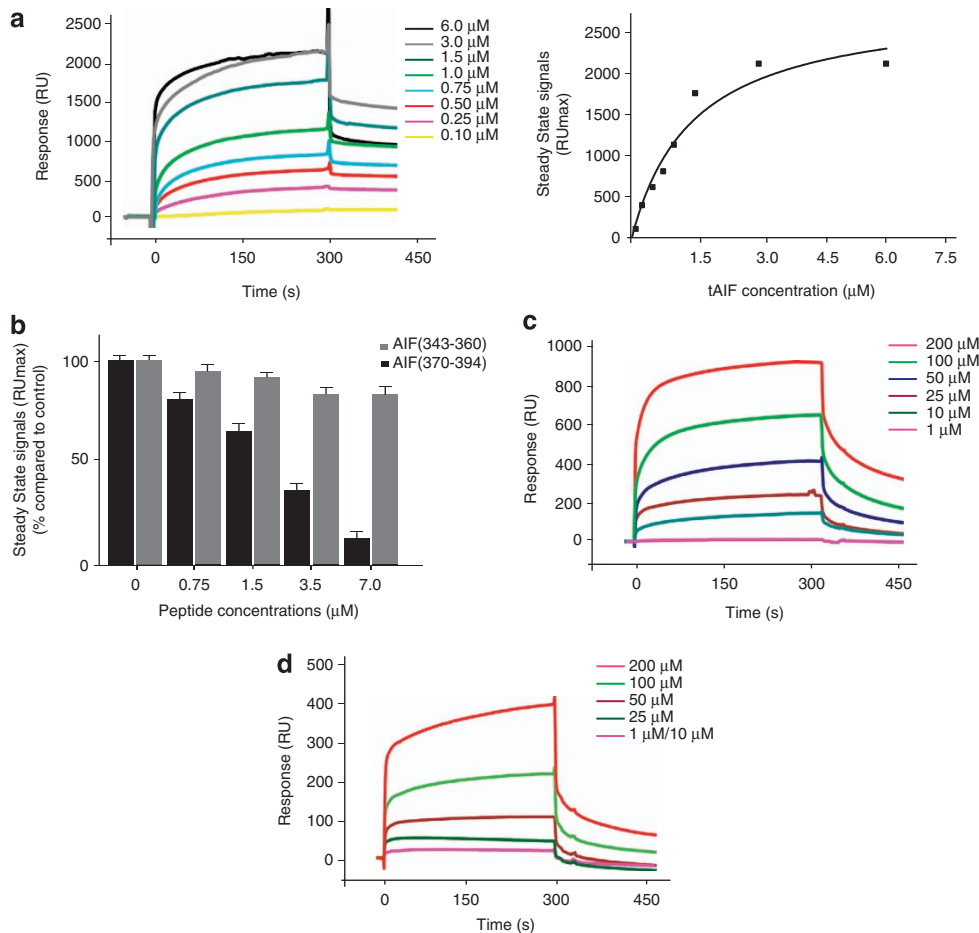 a
2500
2000
1500
1000
500
0
Response (RU)
0
150
300
450
Time (s)
6.0 μM
3.0 μM
1.5 μM
1.0 μM
0.75 μM
0.50 μM
0.25 μM
0.10 μM
2500
2000
1500
1000
500
0
Steady State signals
(RUmax)
1.5
3.0
4.5
6.0
7.5
tAIF concentration (μM)
b
100
50
0
Steady State signals (RUmax)
(% compared to control)
AIF(343-360)
AIF(370-394)
0
0.75
1.5
3.5
7.0
Peptide concentrations (μM)
c
1000
800
600
400
200
0
Response (RU)
0
150
300
450
Time (s)
200 μM
100 μM
50 μM
25 μM
10 μM
1 μM
d
500
400
300
200
100
0
Response (RU)
0
150
300
450
Time (s)
200 μM
100 μM
50 μM
25 μM
1 μM/10 μM